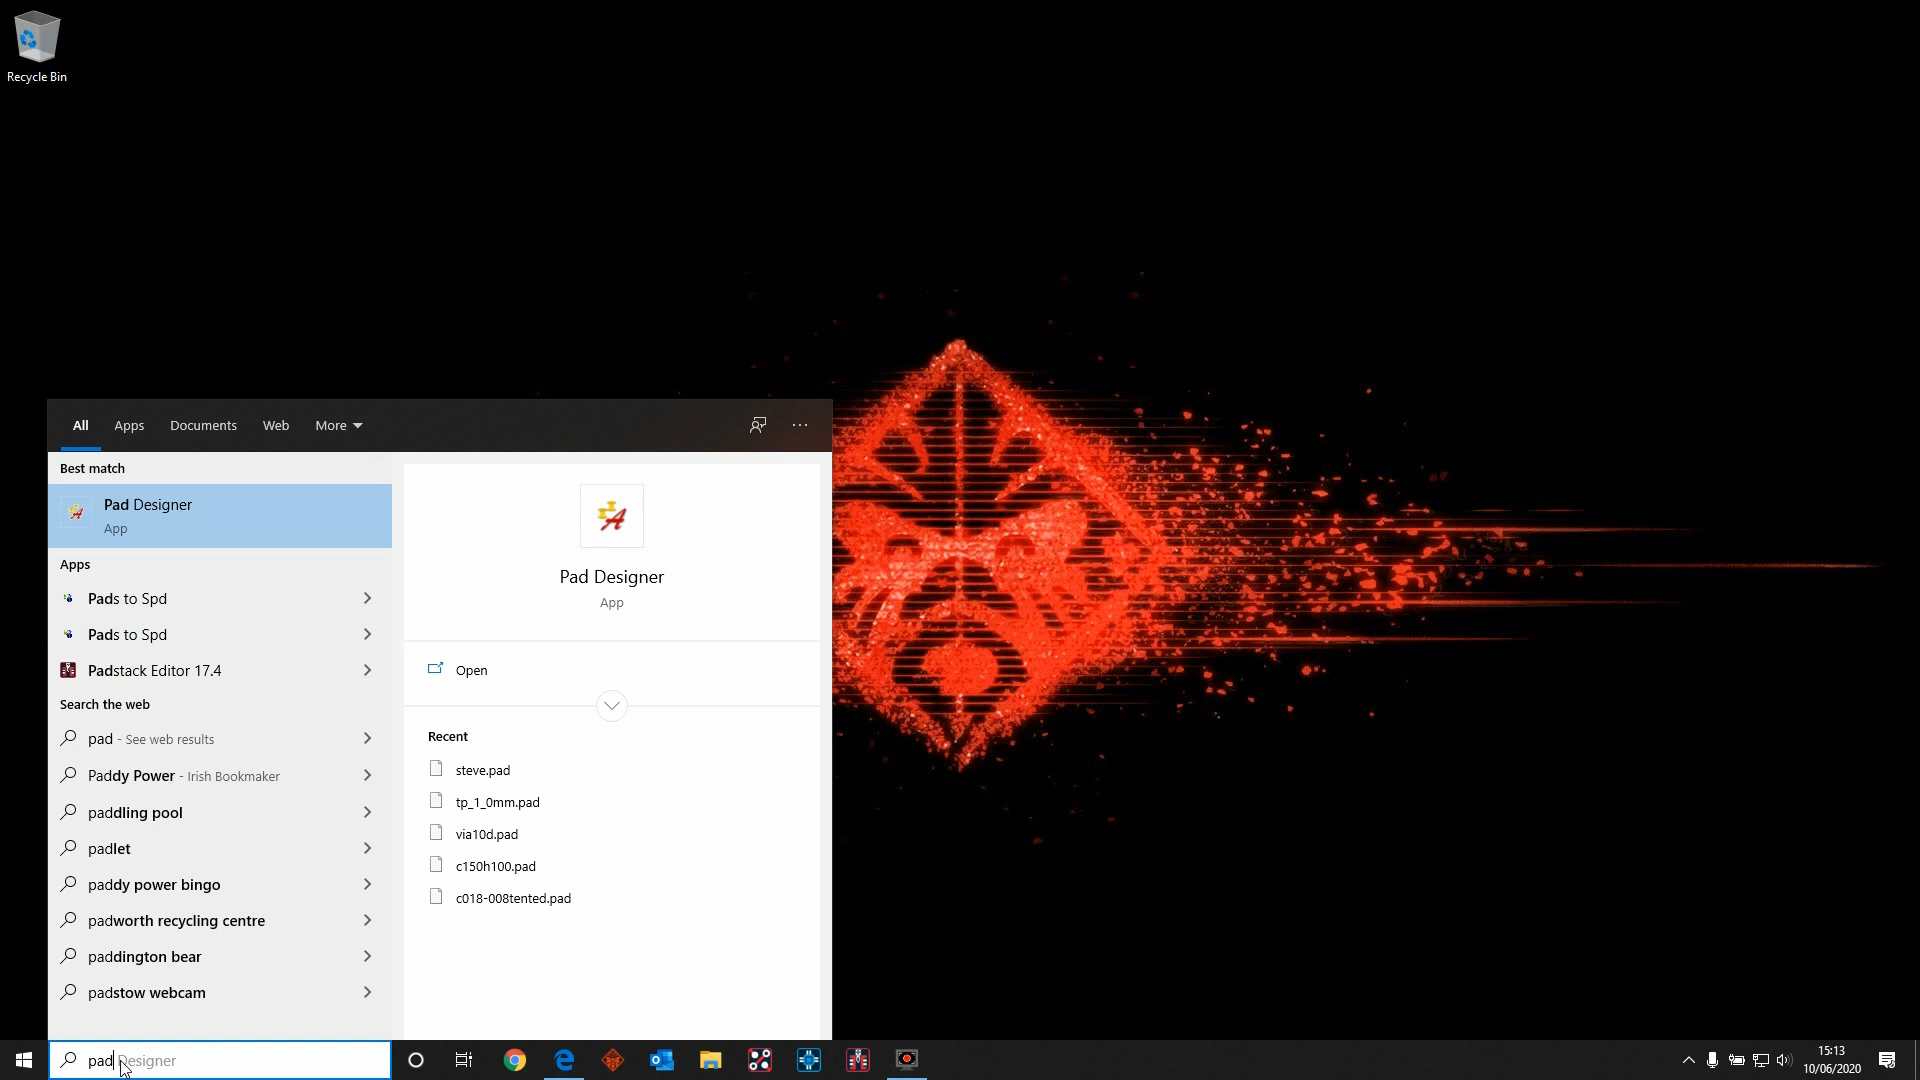 Recycle Bin
All Apps Documents Web More
Best match
Pad Designer
App
Apps
Pads to Spd
Pads to Spd
Padstack Editor 17.4
Search the web
pad - See web results
Paddy Power - Irish Bookmaker
paddling pool
padlet
paddy power bingo
padworth recycling centre
paddington bear
padstow webcam
Pad Designer
App
Open
Recent
steve.pad
tp_1_0mm.pad
via10d.pad
c150h100.pad
c018-008tented.pad
pad Designer
15:13
10/06/2020